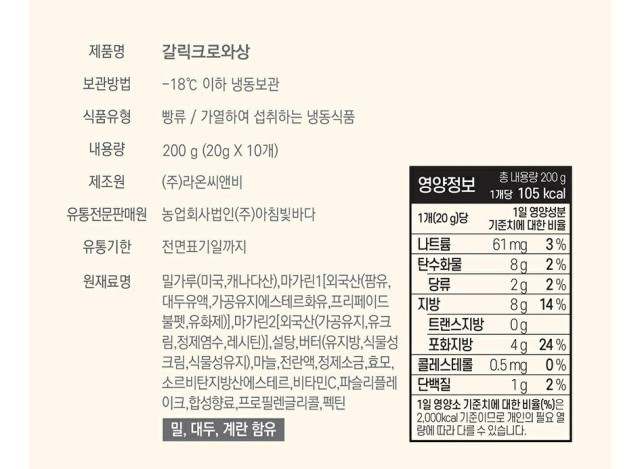 제품명 갈릭크로와상
보관방법 -18℃ 이하 냉동보관
식품유형 빵류 / 가열하여 섭취하는 냉동식품
내용량 200 g (20g X 10개)
제조원 (주)라온씨앤비
유통전문판매원 농업회사법인(주)아침빛바다
유통기한 전면표기일까지
원재료명 밀가루(미국,캐나다산),마가린1[외국산(팜유,
대두유액,가공유지에스테르화유,프리페이드
불펫,유화제)],마가린2[외국산(가공유지,유크
림,정제염수,레시틴)],설탕,버터(유지방,식물성
크림,식물성유지),마늘,전란액,정제소금,효모,
소르비탄지방산에스테르,비타민C,파슬리플레
이크,합성향료,프로필렌글리콜,펙틴
밀, 대두, 계란 함유
영양정보 총 내용량 200 g
1개당 105 kcal
1개(20 g)당 1일 영양성분
기준치에 대한 비율
나트륨 61 mg 3 %
탄수화물 8 g 2 %
당류 2 g 2 %
지방 8 g 14 %
트랜스지방 0 g
포화지방 4 g 24 %
콜레스테롤 0.5 mg 0 %
단백질 1 g 2 %
1일 영양소 기준치에 대한 비율(%)은
2,000kcal 기준이므로 개인의 필요 열
량에 따라 다를 수 있습니다.